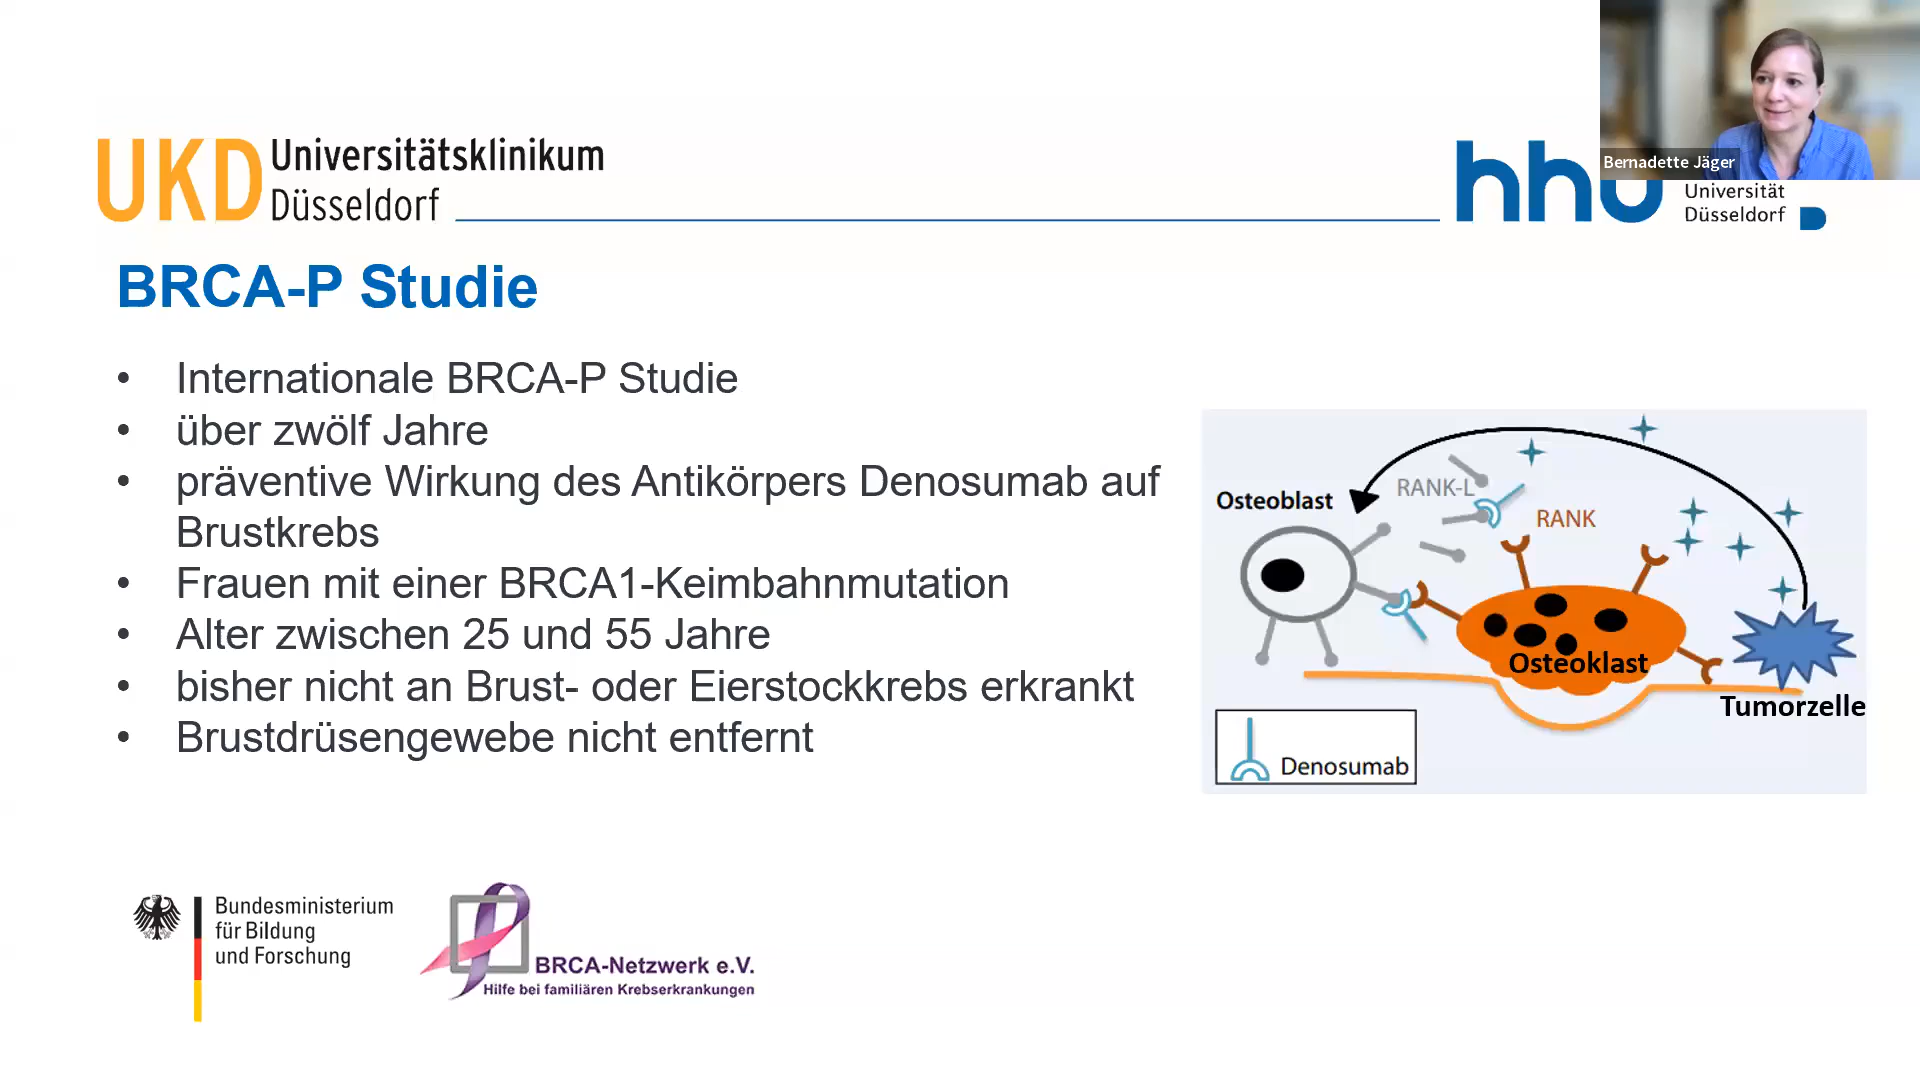 Bernadette Jäger
UKD Universitätsklinikum
Düsseldorf
hhu
Universität
Düsseldorf
BRCA-P Studie
• Internationale BRCA-P Studie
• über zwölf Jahre
• präventive Wirkung des Antikörpers Denosumab auf
Brustkrebs
• Frauen mit einer BRCA1-Keimbahnmutation
• Alter zwischen 25 und 55 Jahre
• bisher nicht an Brust- oder Eierstockkrebs erkrankt
• Brustdrüsengewebe nicht entfernt
Osteoblast
RANK-L
RANK
Osteoklast
Tumorzelle
Denosumab
Bundesministerium
für Bildung
und Forschung
BRCA-Netzwerk e.V.
Hilfe bei familiären Krebserkrankungen